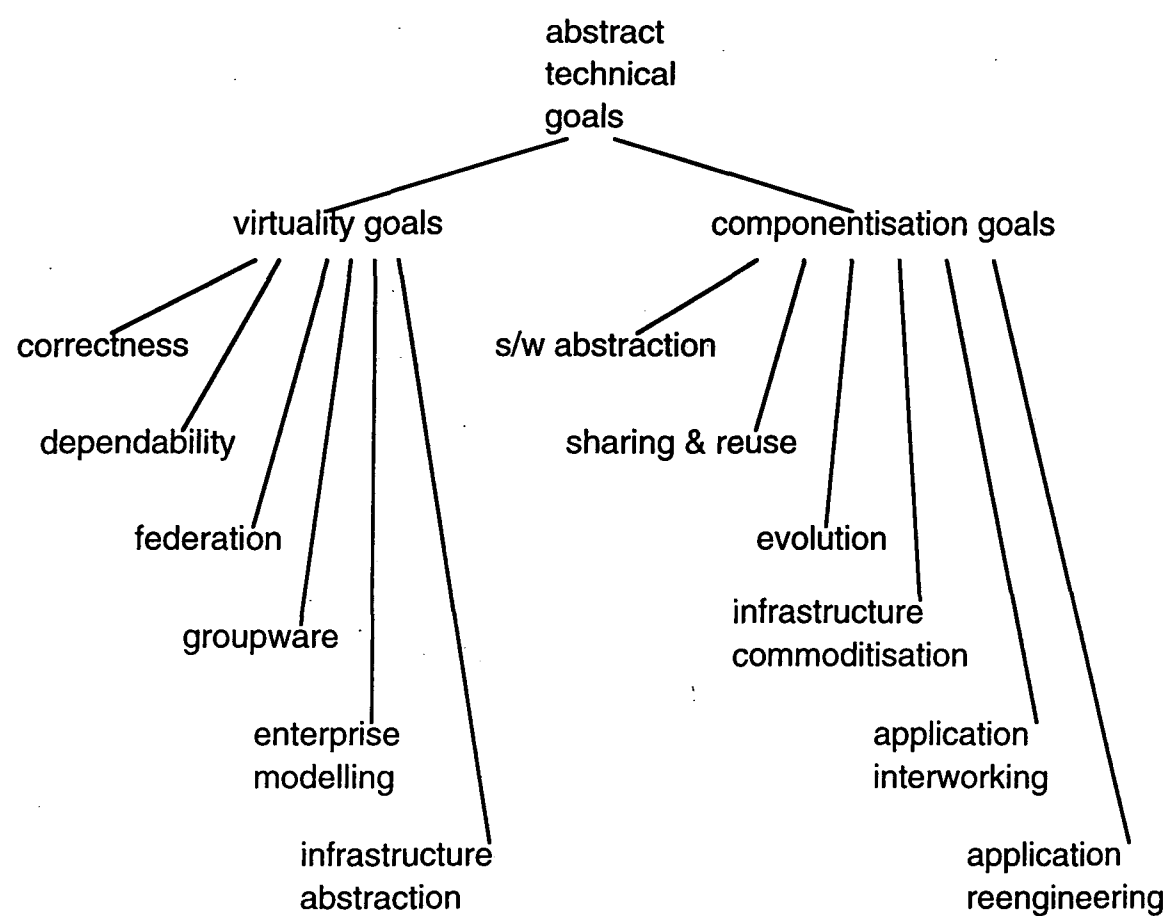 abstract
technical
goals
virtuality goals
componentisation goals
correctness
s/w abstraction
dependability
sharing & reuse
federation
evolution
infrastructure
commoditisation
groupware
enterprise
modelling
application
interworking
infrastructure
abstraction
application
reengineering